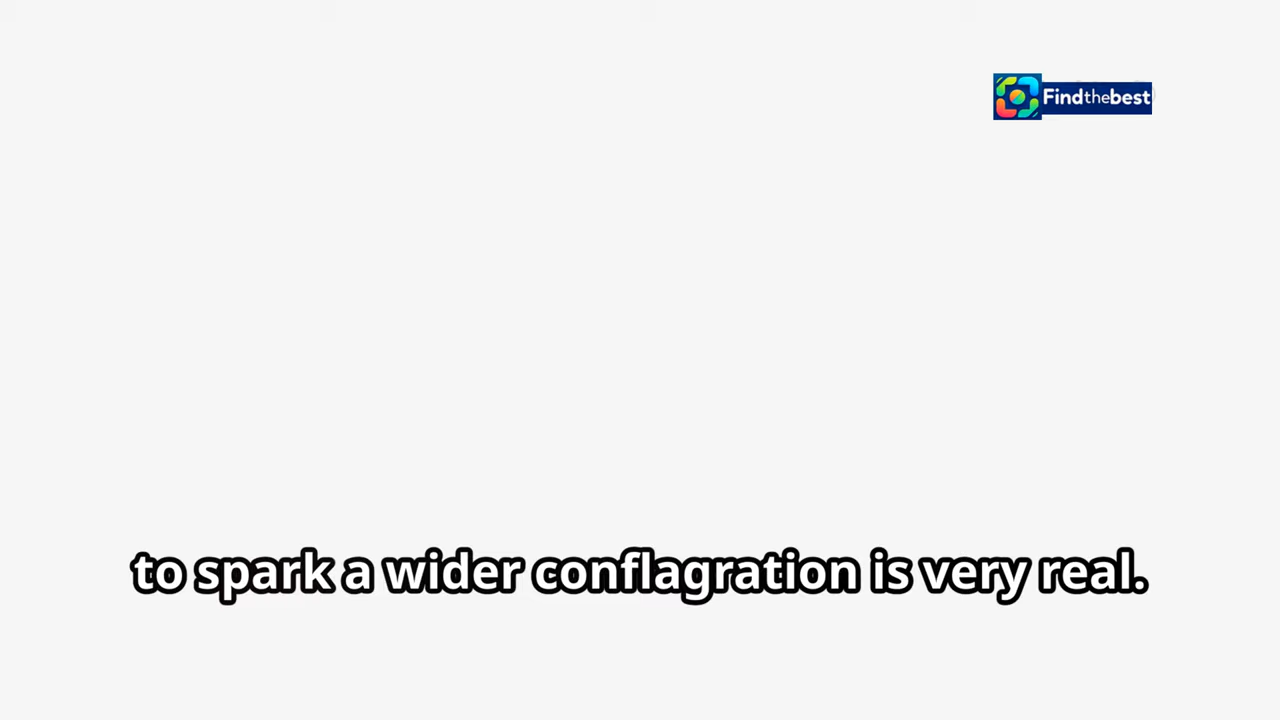 Findthebest
to spark a wider conflagration is very real.